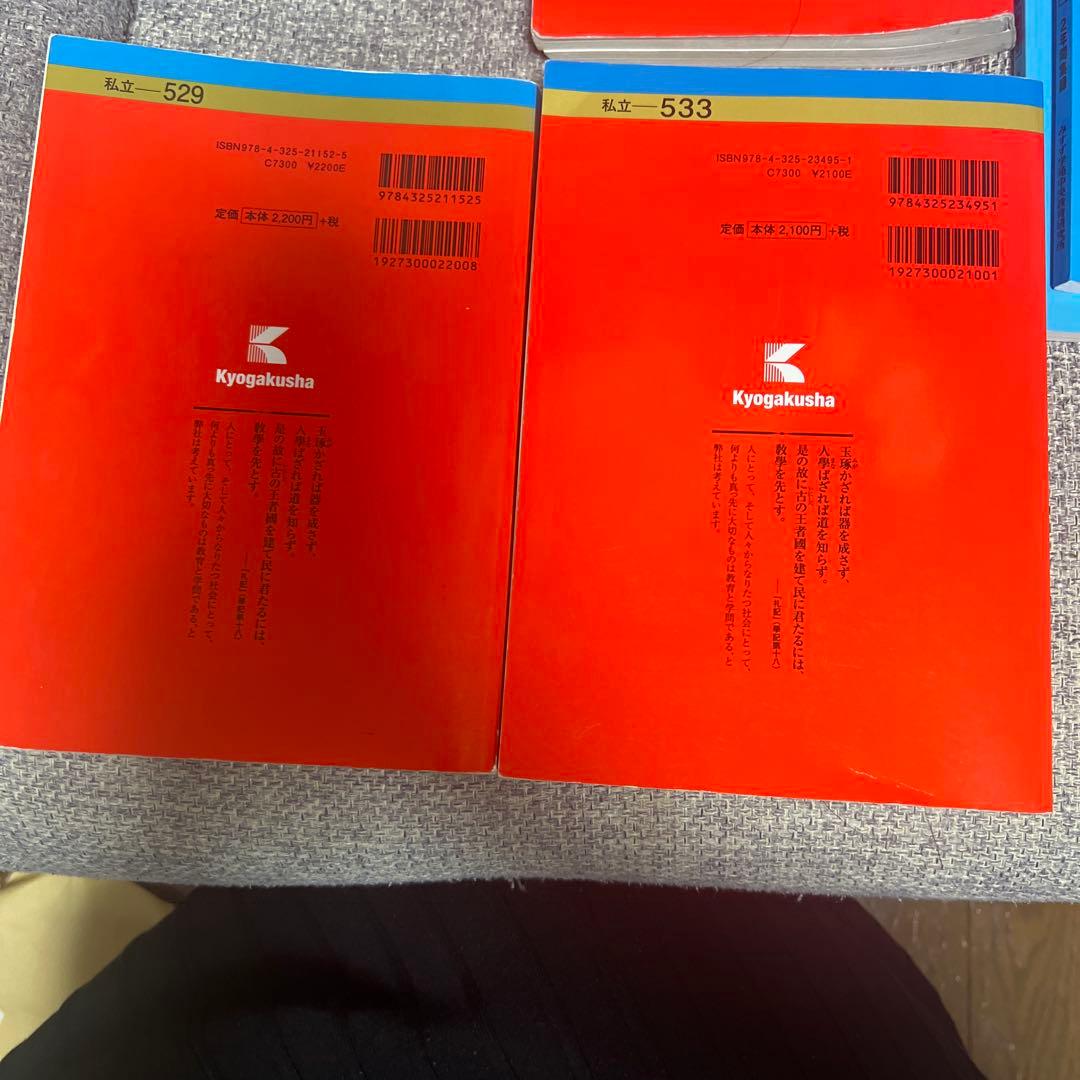 私立―529
ISBN978-4-325-21152-5
C7300 ¥2200E
9784325211525
定価 本体2,200円 +税
1927300022008
Kyogakusha
玉琢かざれば器を成さず、
人學ばざれば道を知らず。
是の故に古の王者國を建て民に君たるには、
敎學を先とす。
―「礼記」(學記第十八)
人にとって、そして人々からなりたつ社会にとって、
何よりも真っ先に大切なものは教育と学問である、と
弊社は考えています。
私立―533
ISBN978-4-325-23495-1
C7300 ¥2100E
9784325234951
定価 本体2,100円 +税
1927300021001
Kyogakusha
玉琢かざれば器を成さず、
人學ばざれば道を知らず。
是の故に古の王者國を建て民に君たるには、
敎學を先とす。
―「礼記」(學記第十八)
人にとって、そして人々からなりたつ社会にとって、
何よりも真っ先に大切なものは教育と学問である、と
弊社は考えています。